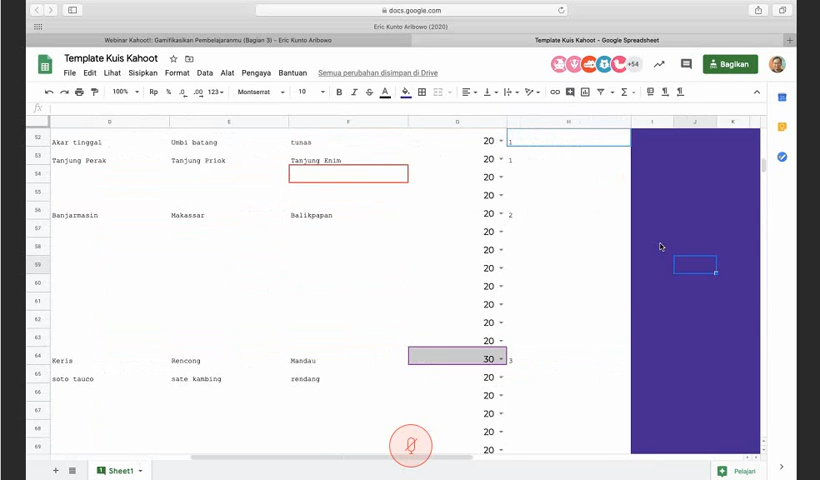 docs.google.com
Eric Kunto Aribowo (2020)
Webinar Kahoot!: Gamifikasikan Pembelajaranmu (Bagian 3) - Eric Kunto Aribowo
Template Kuis Kahoot - Google Spreadsheet
Template Kuis Kahoot
File Edit Lihat Sisipkan Format Data Alat Pengaya Bantuan Semua perubahan disimpan di Drive
+54
Bagikan
100% Rp % .0 .00 123 Montserrat 10 B I S A
fx
D E F G H I J K
52 Akar tinggal Umbi batang tunas 20 1
53 Tanjung Perak Tanjung Priok Tanjung Enim 20 1
54 20
55 20
56 Banjarmasin Makassar Balikpapan 20 2
57 20
58 20
59 20
60 20
61 20
62 20
63 20
64 Keris Rencong Mandau 30 3
65 soto tauco sate kambing rendang 20
66 20
67 20
68 20
69 20
Sheet1
Pelajari